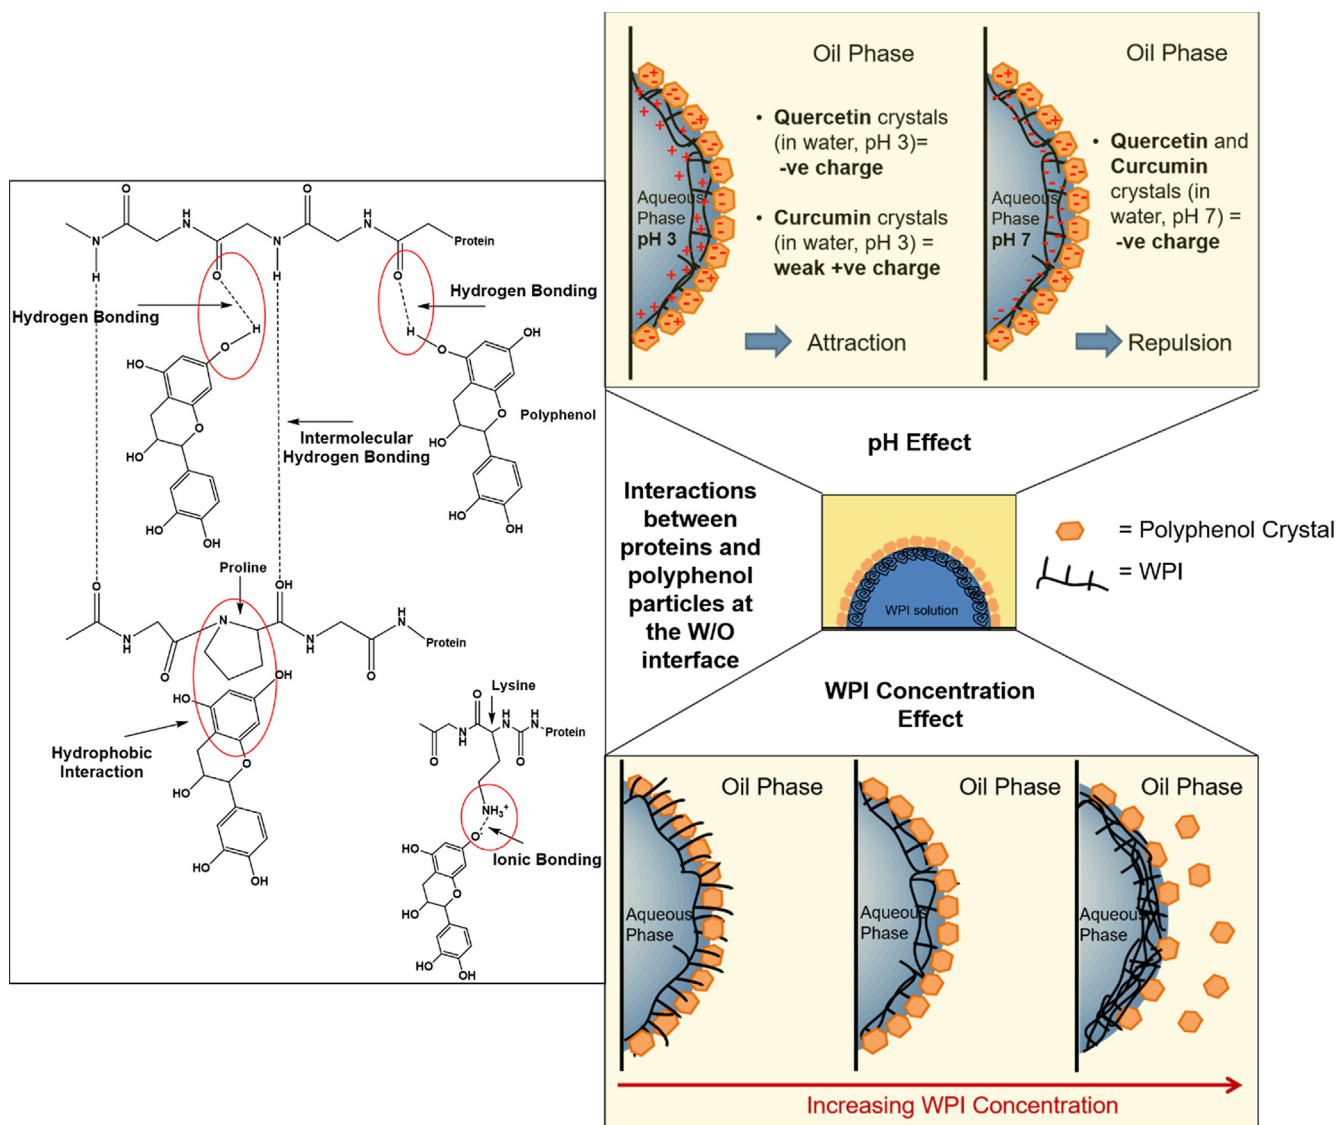 Oil Phase
• Quercetin crystals
(in water, pH 3)=
-ve charge
• Curcumin crystals
(in water, pH 3) =
weak +ve charge
Aqueous
Phase
pH 3
Attraction
Oil Phase
• Quercetin and
Curcumin
crystals (in
water, pH 7) =
-ve charge
Aqueous
Phase
pH 7
Repulsion
O
O
H
N
H
N
N
H
O
N
H
O
Protein
Hydrogen Bonding
Hydrogen Bonding
H
O
HO
O
HO
HO
OH
H
O
OH
O
HO
HO
OH
Polyphenol
Intermolecular
Hydrogen Bonding
Proline
O
OH
N
H
N
N
H
O
N
H
O
Protein
HO
OH
O
HO
HO
OH
Hydrophobic
Interaction
Lysine
O
O
N
H
H
N
O
H
N
Protein
NH₃⁺
O⁻
Ionic Bonding
HO
O
HO
HO
OH
pH Effect
Interactions
between
proteins and
polyphenol
particles at
the W/O
interface
WPI solution
= Polyphenol Crystal
= WPI
WPI Concentration
Effect
Oil Phase
Aqueous
Phase
Oil Phase
Aqueous
Phase
Oil Phase
Aqueous
Phase
Increasing WPI Concentration